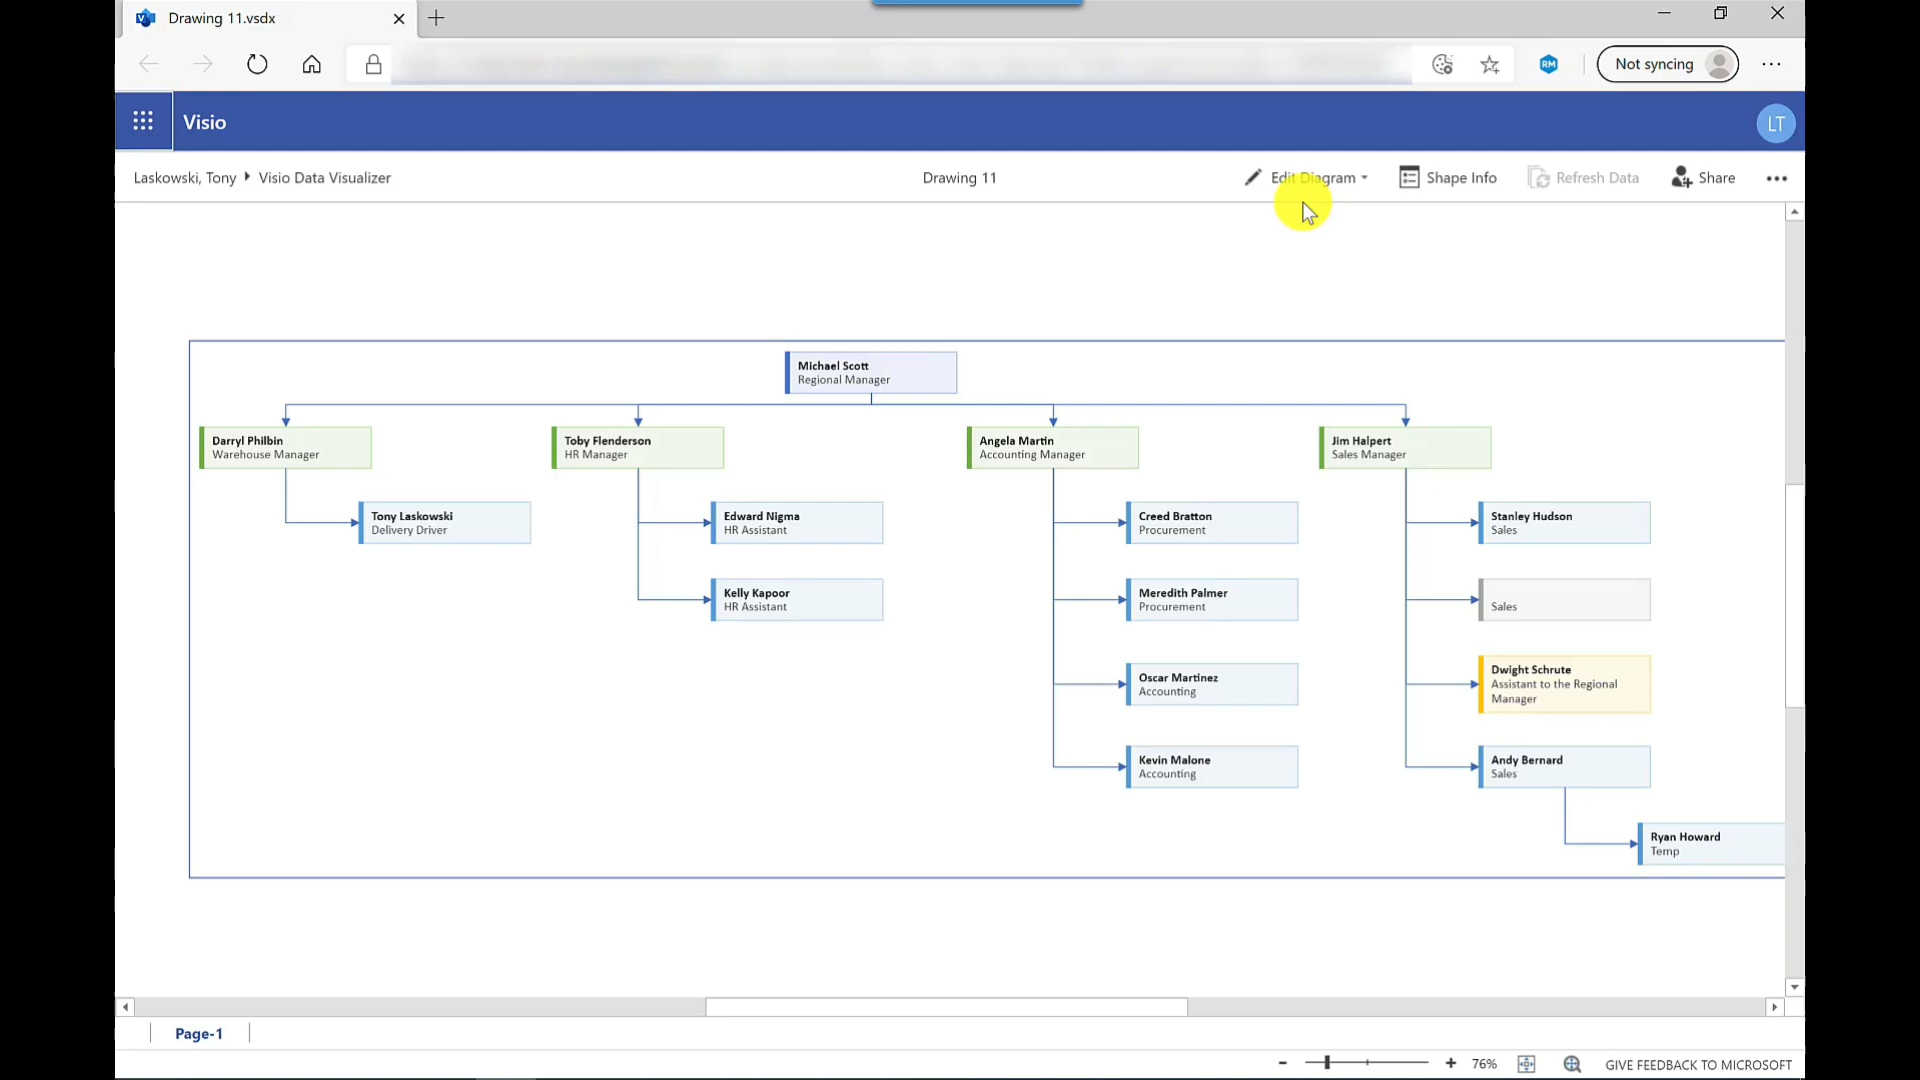 Drawing 11.vsdx
RM
Not syncing
Visio
LT
Laskowski, Tony
Visio Data Visualizer
Drawing 11
Edit Diagram
Shape Info
Refresh Data
Share
Michael Scott
Regional Manager
Darryl Philbin
Warehouse Manager
Toby Flenderson
HR Manager
Angela Martin
Accounting Manager
Jim Halpert
Sales Manager
Tony Laskowski
Delivery Driver
Edward Nigma
HR Assistant
Creed Bratton
Procurement
Stanley Hudson
Sales
Kelly Kapoor
HR Assistant
Meredith Palmer
Procurement
Sales
Oscar Martinez
Accounting
Dwight Schrute
Assistant to the Regional
Manager
Kevin Malone
Accounting
Andy Bernard
Sales
Ryan Howard
Temp
Page-1
76%
GIVE FEEDBACK TO MICROSOFT